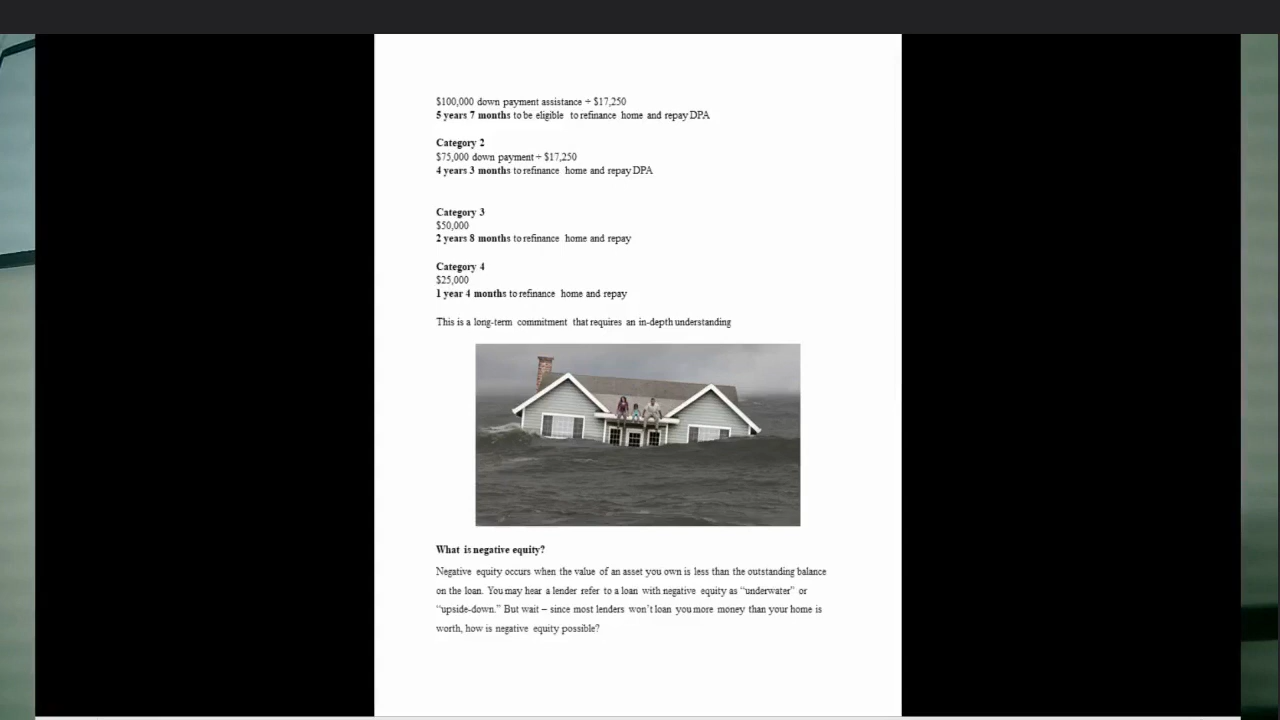 $100,000 down payment assistance ÷ $17,250
5 years 7 months to be eligible to refinance home and repay DPA
Category 2
$75,000 down payment ÷ $17,250
4 years 3 months to refinance home and repay DPA
Category 3
$50,000
2 years 8 months to refinance home and repay
Category 4
$25,000
1 year 4 months to refinance home and repay
This is a long-term commitment that requires an in-depth understanding
What is negative equity?
Negative equity occurs when the value of an asset you own is less than the outstanding balance
on the loan. You may hear a lender refer to a loan with negative equity as “underwater” or
“upside-down.” But wait – since most lenders won’t loan you more money than your home is
worth, how is negative equity possible?